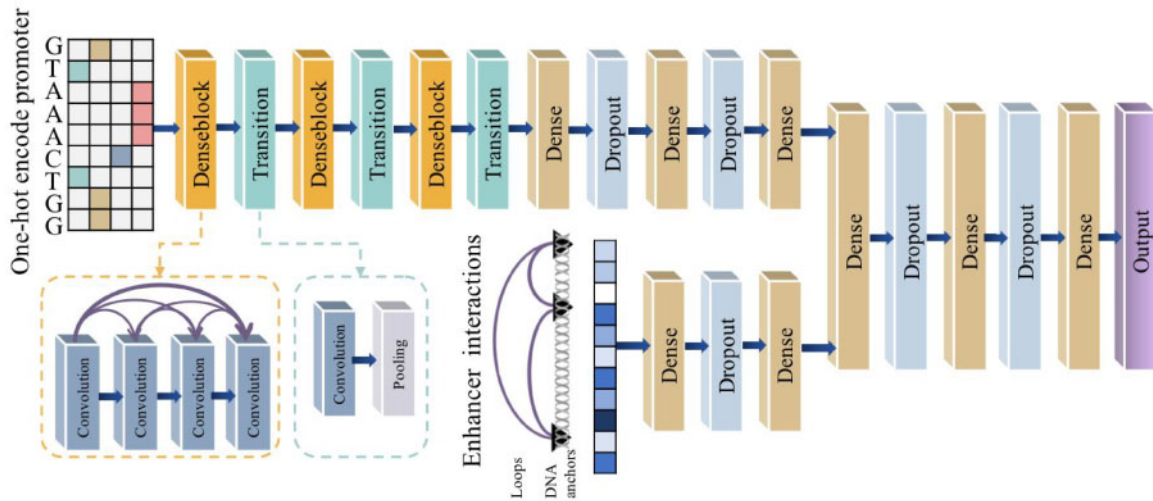 One-hot encode promoter
G
T
A
A
A
C
T
G
G
Denseblock
Transition
Denseblock
Transition
Denseblock
Transition
Dense
Dropout
Dense
Dropout
Dense
Convolution
Convolution
Convolution
Convolution
Convolution
Pooling
Enhancer interactions
Loops
DNA
anchors
Dense
Dropout
Dense
Dense
Dropout
Dense
Dropout
Dense
Output